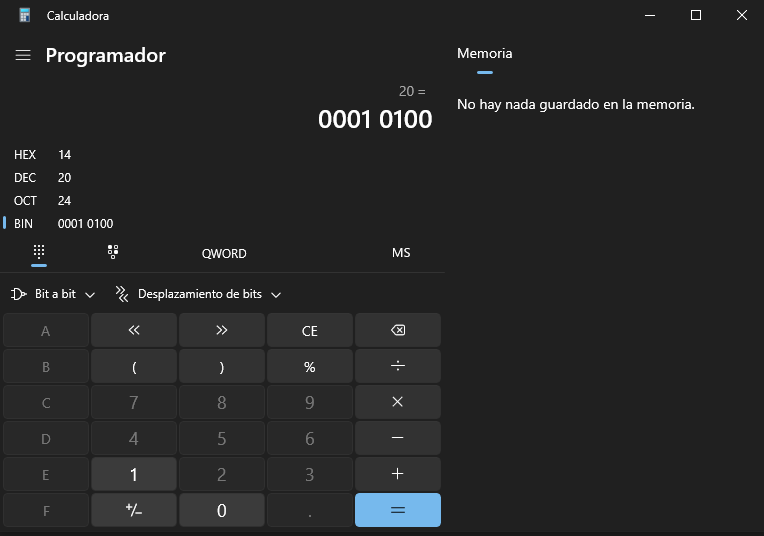 Calculadora
Programador
Memoria
No hay nada guardado en la memoria.
20 =
0001 0100
HEX 14
DEC 20
OCT 24
BIN 0001 0100
QWORD MS
Bit a bit Desplazamiento de bits
A « » CE
B ( ) % ÷
C 7 8 9 ×
D 4 5 6 −
E 1 2 3 +
F +/− 0 . =